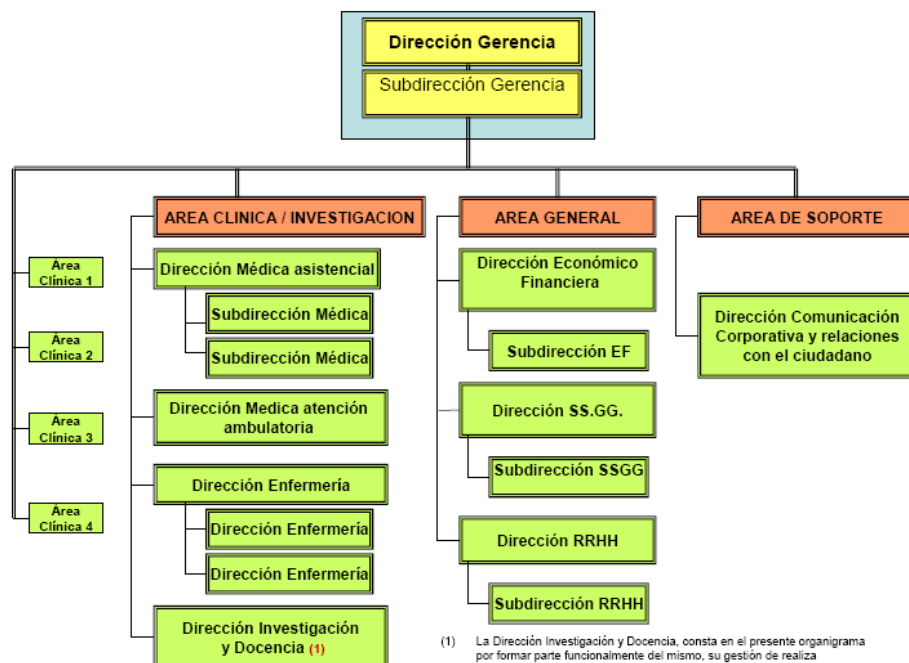 Dirección Gerencia
Subdirección Gerencia
Área
Clínica 1
Área
Clínica 2
Área
Clínica 3
Área
Clínica 4
AREA CLINICA / INVESTIGACION
Dirección Médica asistencial
Subdirección Médica
Subdirección Médica
Dirección Medica atención
ambulatoria
Dirección Enfermería
Dirección Enfermería
Dirección Enfermería
Dirección Investigación
y Docencia (1)
AREA GENERAL
Dirección Económico
Financiera
Subdirección EF
Dirección SS.GG.
Subdirección SSGG
Dirección RRHH
Subdirección RRHH
AREA DE SOPORTE
Dirección Comunicación
Corporativa y relaciones
con el ciudadano
(1) La Dirección Investigación y Docencia, consta en el presente organigrama
por formar parte funcionalmente del mismo, su gestión de realiza